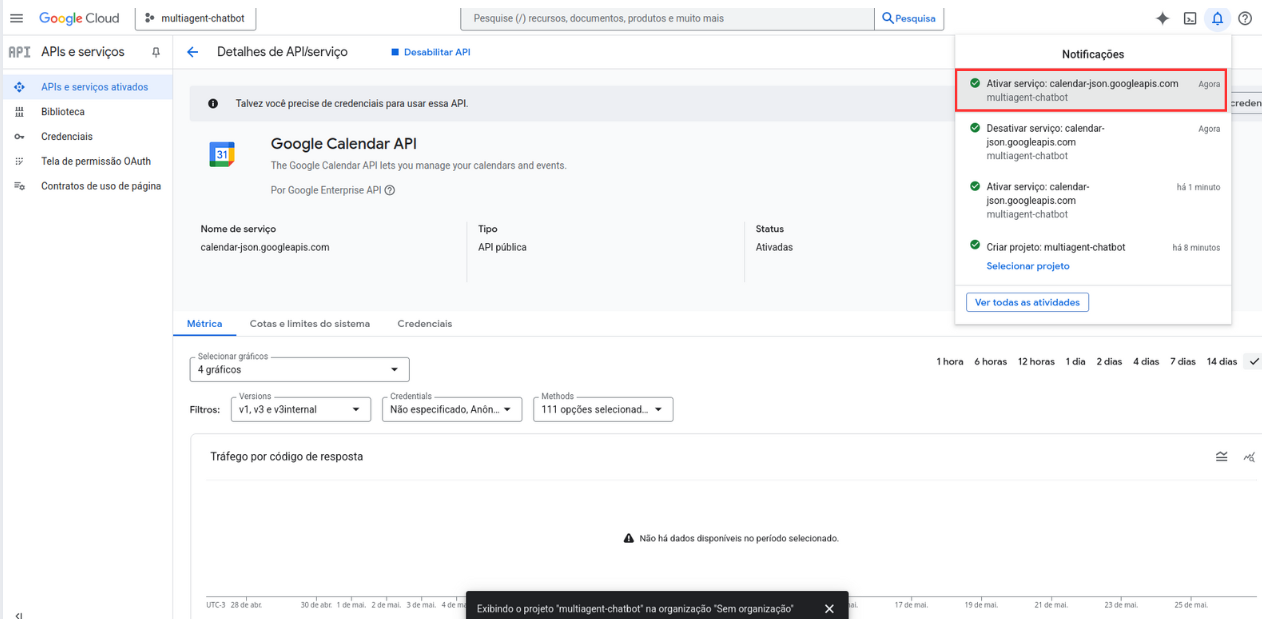 Google Cloud
multiagent-chatbot
Pesquise (/) recursos, documentos, produtos e muito mais
Pesquisa
API APIs e serviços
Detalhes de API/serviço
Desabilitar API
APIs e serviços ativados
Biblioteca
Credenciais
Tela de permissão OAuth
Contratos de uso de página
Talvez você precise de credenciais para usar essa API.
31
Google Calendar API
The Google Calendar API lets you manage your calendars and events.
Por Google Enterprise API
Nome de serviço
calendar-json.googleapis.com
Tipo
API pública
Status
Ativadas
Notificações
Ativar serviço: calendar-json.googleapis.com
Agora
multiagent-chatbot
Desativar serviço: calendar-
json.googleapis.com
Agora
multiagent-chatbot
Ativar serviço: calendar-
json.googleapis.com
há 1 minuto
multiagent-chatbot
Criar projeto: multiagent-chatbot
há 8 minutos
Selecionar projeto
Ver todas as atividades
Métrica
Cotas e limites do sistema
Credenciais
Selecionar gráficos
4 gráficos
1 hora 6 horas 12 horas 1 dia 2 dias 4 dias 7 dias 14 dias
Filtros:
Versions
v1, v3 e v3internal
Credentials
Não especificado, Anôn...
Methods
111 opções selecionad...
Tráfego por código de resposta
Não há dados disponíveis no período selecionado.
UTC-3 28 de abr. 30 de abr. 1 de mai. 2 de mai. 3 de mai. 17 de mai. 19 de mai. 21 de mai. 23 de mai. 25 de mai.
Exibindo o projeto "multiagent-chatbot" na organização "Sem organização"